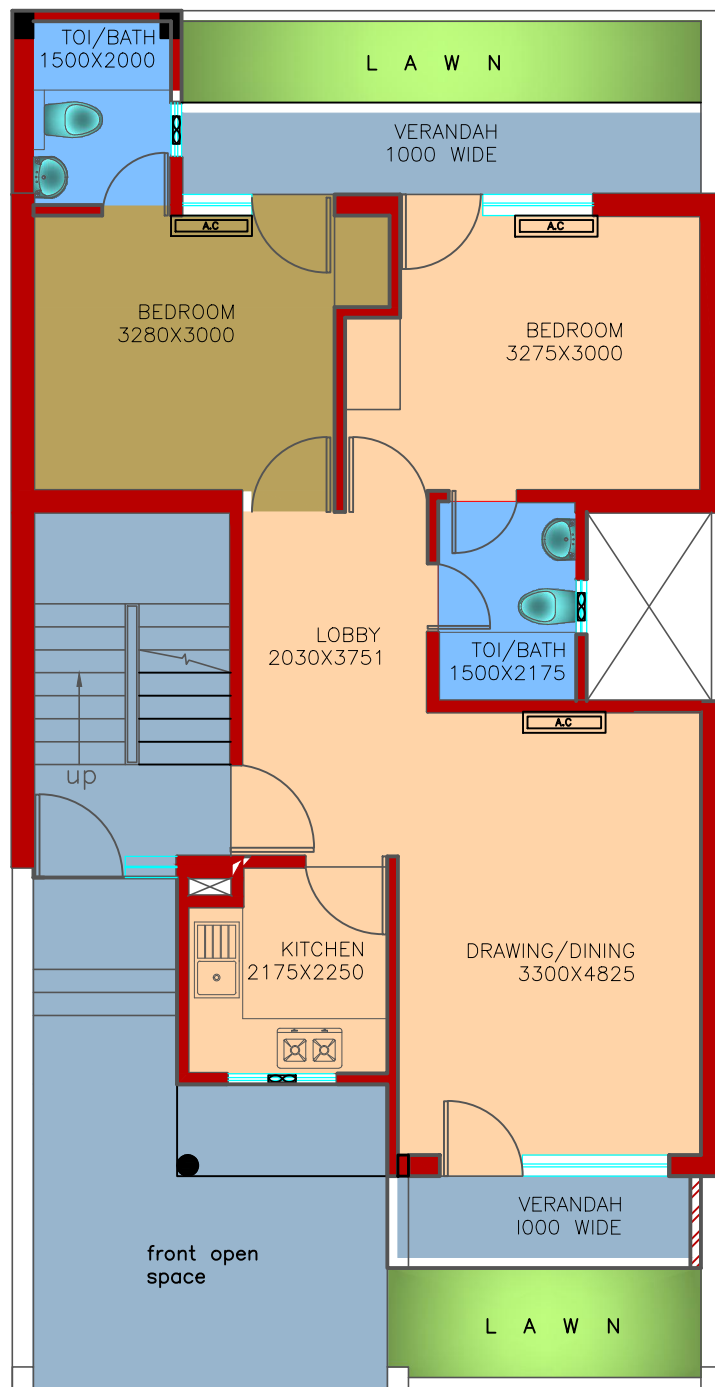 TOI/BATH
1500X2000
L A W N
VERANDAH
1000 WIDE
A.C
A.C
BEDROOM
3280X3000
BEDROOM
3275X3000
LOBBY
2030X3751
TOI/BATH
1500X2175
A.C
up
KITCHEN
2175X2250
DRAWING/DINING
3300X4825
VERANDAH
1000 WIDE
front open
space
L A W N